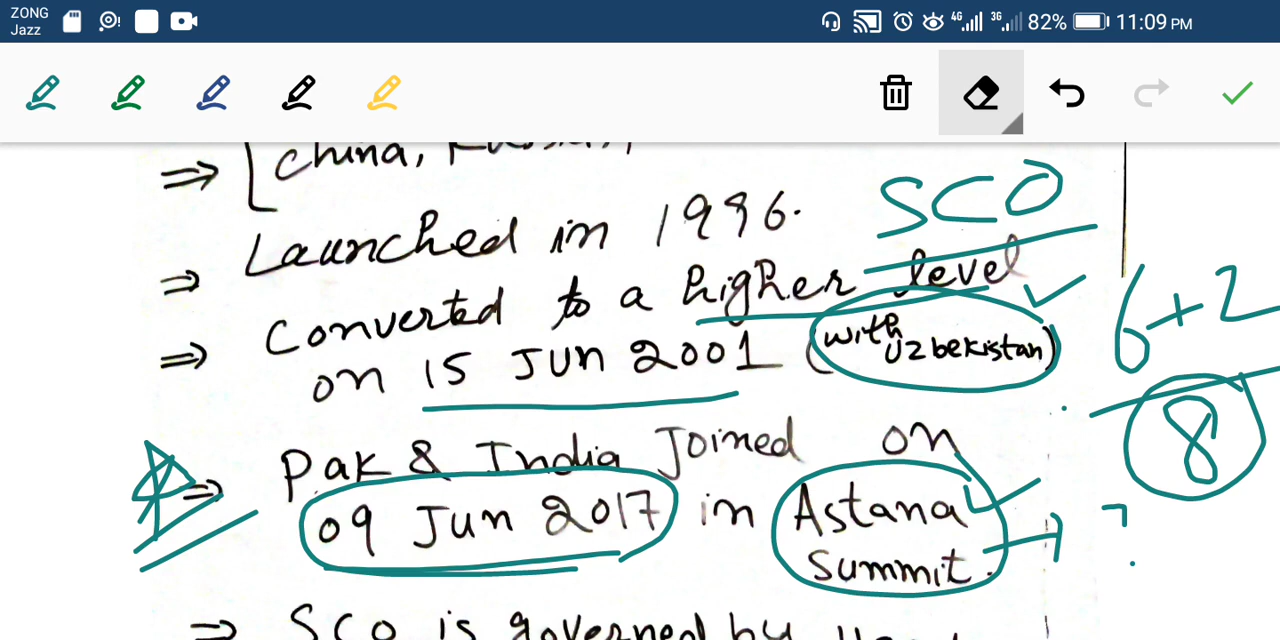 ZONG
Jazz
4G 3G 82% 11:09 PM
⇒ [China,
⇒ Launched in 1996.
SCO
⇒ Converted to a higher level
on 15 Jun 2001 (with Uzbekistan)
6+2
8
⇒ Pak & India Joined on
09 Jun 2017 in Astana
Summit. → ?
⇒ SCO is governed by